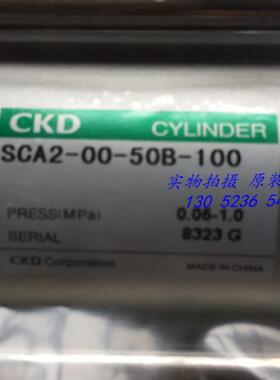 CKD CYLINDER
SCA2-00-50B-100
实物拍摄 原装
130 5236 54
PRESS(MPa) 0.06-1.0
SERIAL 8323 G
CKD Corporation MADE IN CHINA